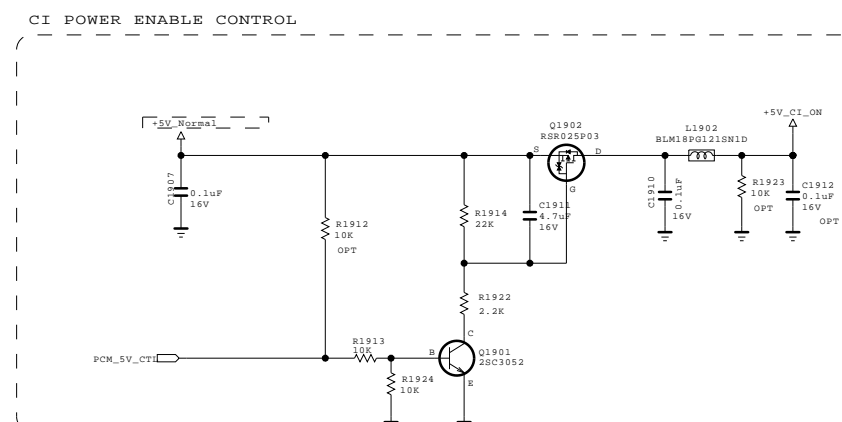 CI POWER ENABLE CONTROL
+5V_Normal
C1907
0.1uF
16V
R1912
10K
OPT
R1914
22K
C1911
4.7uF
16V
Q1902
RSR025P03
S
D
G
C1910
0.1uF
16V
L1902
BLM18PG121SN1D
+5V_CI_ON
R1923
10K
OPT
C1912
0.1uF
16V
OPT
R1922
2.2K
PCM_5V_CTL
R1913
10K
R1924
10K
B
C
E
Q1901
2SC3052